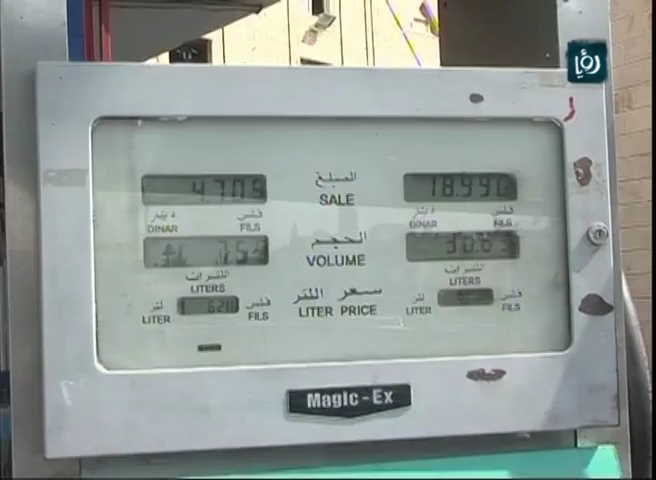 رؤيا
4.705 المبلغ 18.990
SALE
دينار فلس دينار فلس
DINAR FILS DINAR FILS
الحجم 30.63
VOLUME
اللترات اللترات
LITERS LITERS
لتر 620 فلس سعر اللتر لتر فلس
LITER FILS LITER PRICE LITER FILS
Magic-Ex